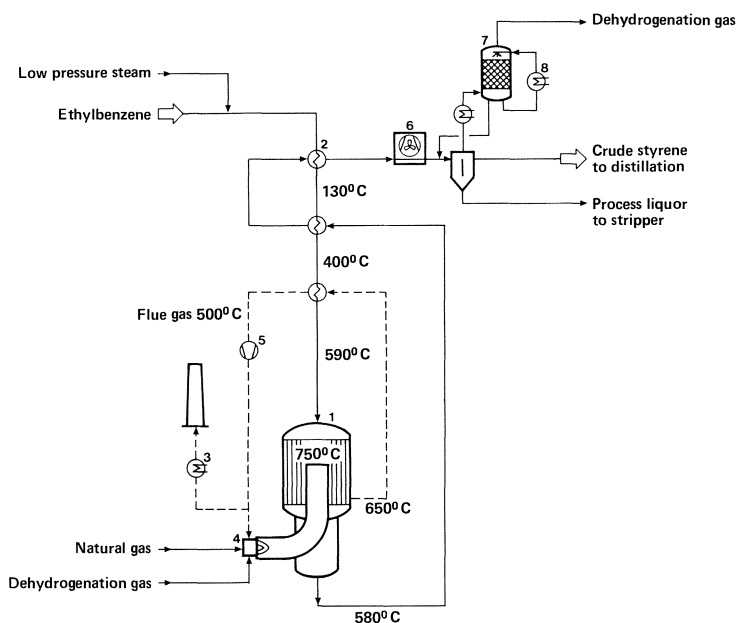 Dehydrogenation gas
7
8
Low pressure steam
Ethylbenzene
6
2
Crude styrene
to distillation
130⁰ C
Process liquor
to stripper
400⁰ C
Flue gas 500⁰ C
5
590⁰ C
1
750⁰ C
3
650⁰ C
4
Natural gas
Dehydrogenation gas
580⁰ C